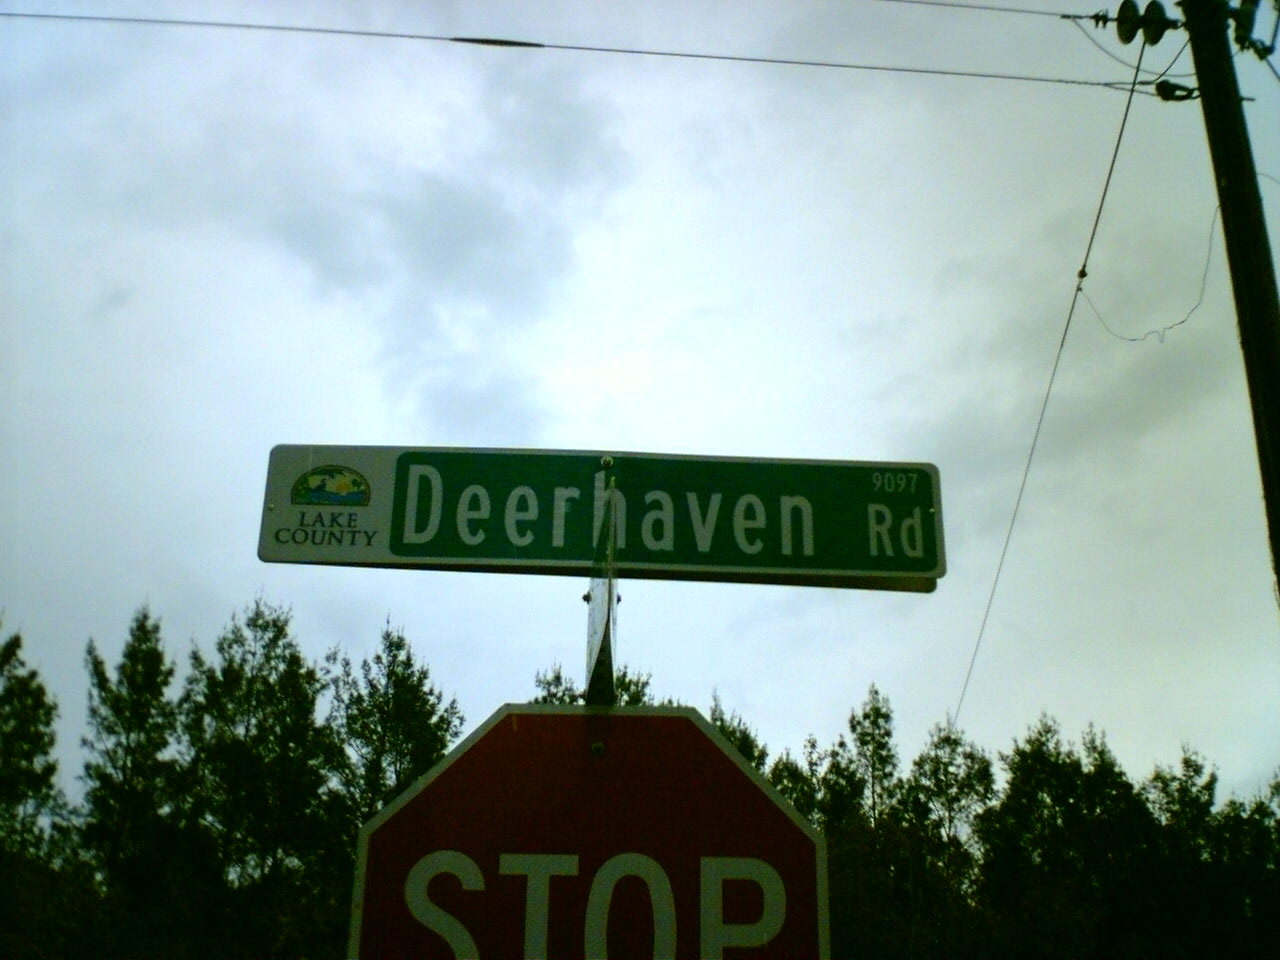 LAKE
COUNTY
Deerhaven Rd
9097
STOP